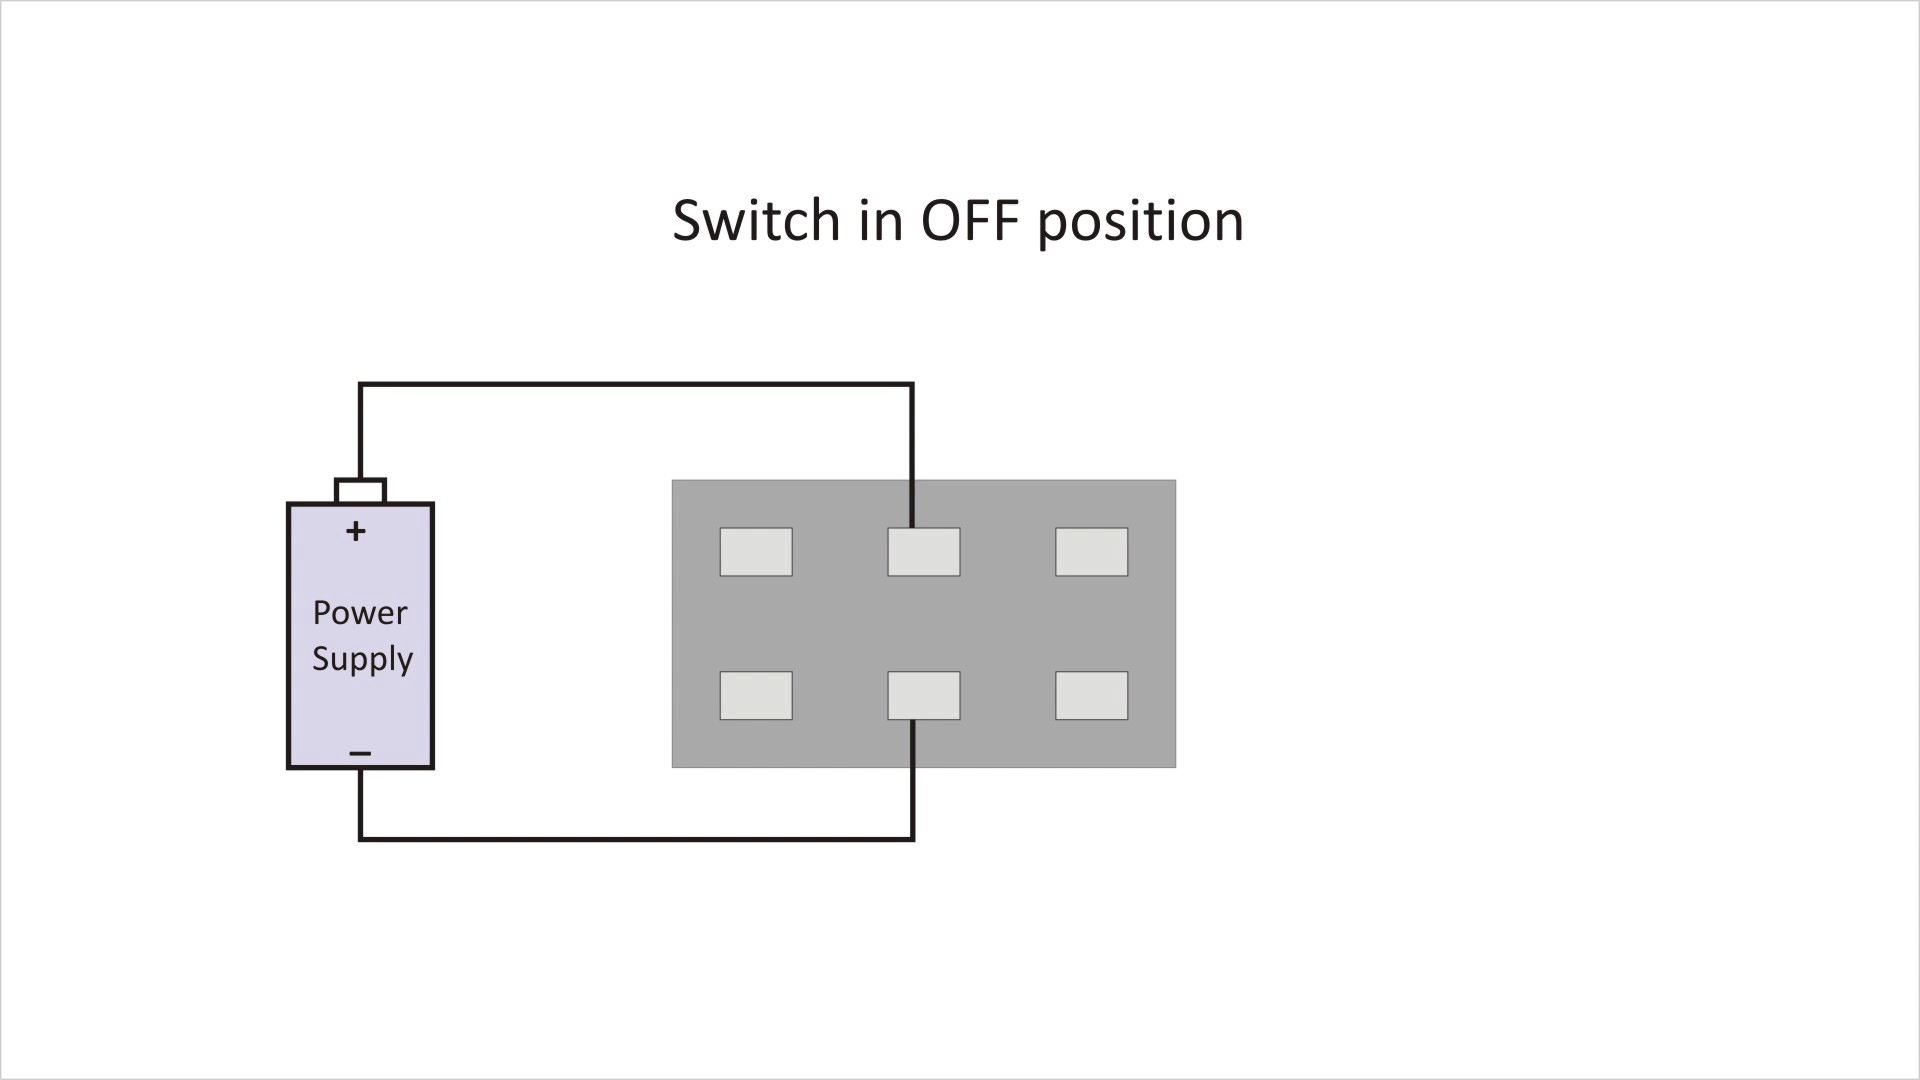 Switch in OFF position
+
Power
Supply
–